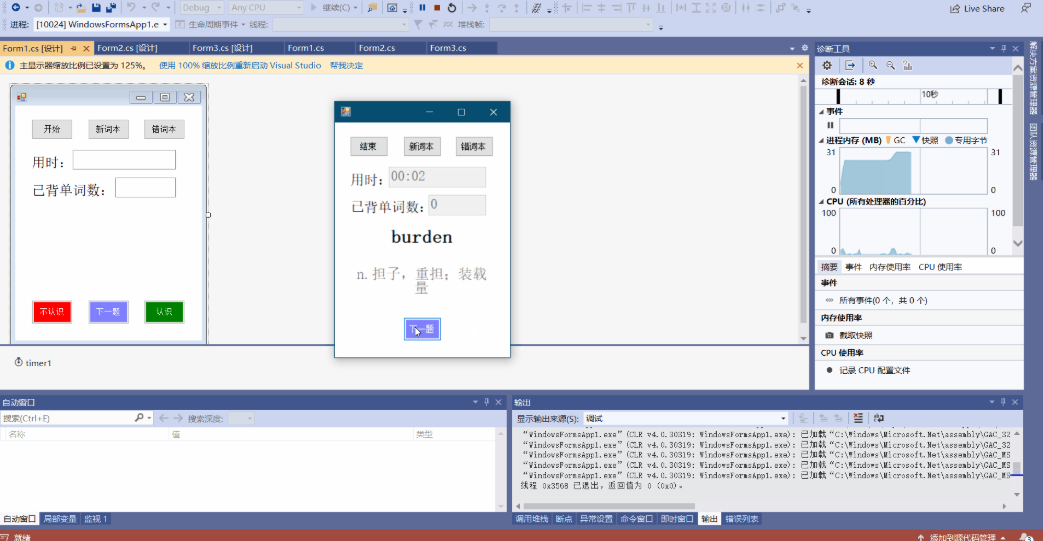 Debug Any CPU 继续(C) Live Share
进程: [10024] WindowsFormsApp1.e 生命周期事件 线程: 堆栈帧:
Form1.cs [设计] Form2.cs [设计] Form3.cs [设计] Form1.cs Form2.cs Form3.cs
主显示器缩放比例已设置为 125%。 使用 100% 缩放比例重新启动 Visual Studio 帮我决定
开始 新词本 错词本
用时:
已背单词数:
不认识 下一题 认识
结束 新词本 错词本
用时: 00:02
已背单词数: 0
burden
n.担子,重担;装载
量
下一题
timer1
诊断工具
诊断会话: 8 秒
10秒
事件
进程内存 (MB) GC 快照 专用字节
31 31
0 0
CPU (所有处理器的百分比)
100 100
0 0
摘要 事件 内存使用率 CPU 使用率
事件
所有事件(0 个，共 0 个)
内存使用率
截取快照
CPU 使用率
记录 CPU 配置文件
解决方案资源管理器
团队资源管理器
自动窗口
搜索(Ctrl+E) 搜索深度:
名称 值 类型
自动窗口 局部变量 监视 1
输出
显示输出来源(S): 调试
“WindowsFormsApp1.exe”(CLR v4.0.30319: WindowsFormsApp1.exe): 已加载“C:\Windows\Microsoft.Net\assembly\GAC_32
“WindowsFormsApp1.exe”(CLR v4.0.30319: WindowsFormsApp1.exe): 已加载“C:\Windows\Microsoft.Net\assembly\GAC_32
“WindowsFormsApp1.exe”(CLR v4.0.30319: WindowsFormsApp1.exe): 已加载“C:\Windows\Microsoft.Net\assembly\GAC_MS
“WindowsFormsApp1.exe”(CLR v4.0.30319: WindowsFormsApp1.exe): 已加载“C:\Windows\Microsoft.Net\assembly\GAC_MS
“WindowsFormsApp1.exe”(CLR v4.0.30319: WindowsFormsApp1.exe): 已加载“C:\Windows\Microsoft.Net\assembly\GAC_MS
线程 0x3568 已退出，返回值为 0 (0x0)。
调用堆栈 断点 异常设置 命令窗口 即时窗口 输出 错误列表
就绪 添加到源代码管理